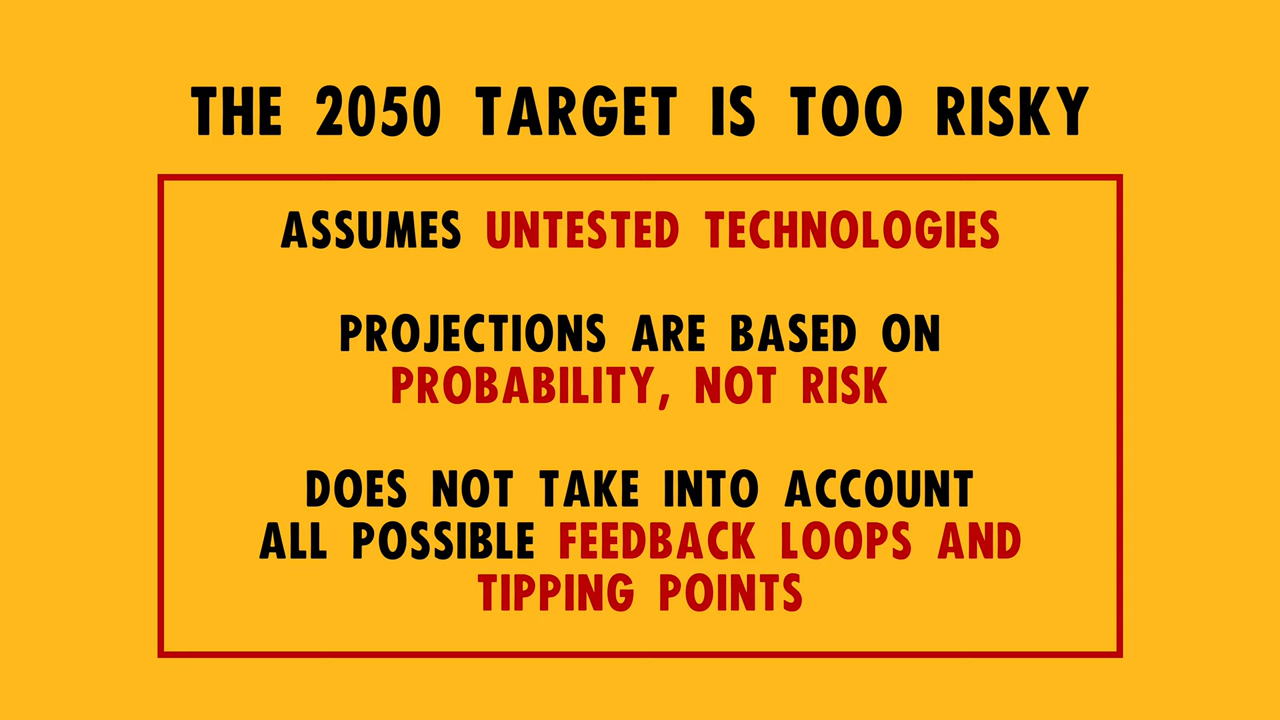 THE 2050 TARGET IS TOO RISKY
ASSUMES UNTESTED TECHNOLOGIES
PROJECTIONS ARE BASED ON
PROBABILITY, NOT RISK
DOES NOT TAKE INTO ACCOUNT
ALL POSSIBLE FEEDBACK LOOPS AND
TIPPING POINTS